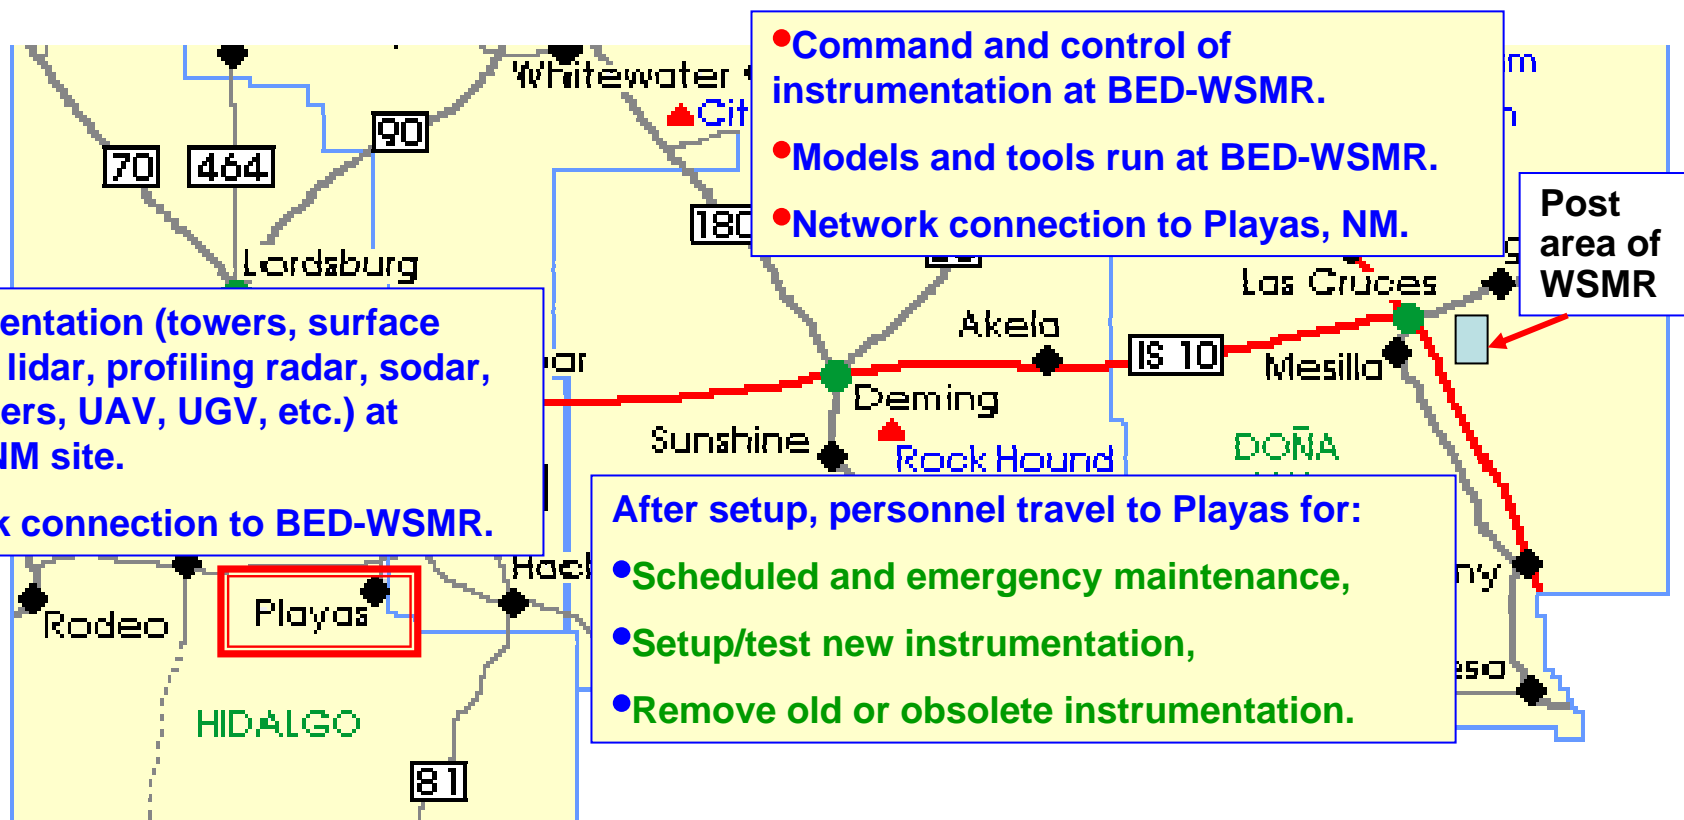 Command and control of
instrumentation at BED-WSMR.
Models and tools run at BED-WSMR.
Network connection to Playas, NM.
Post
area of
WSMR
Whitewater
90
70
464
180
Lordsburg
Las Cruces
Akela
IS 10
Mesilla
Deming
Sunshine
Rock Hound
DOÑA
(towers, surface
lidar, profiling radar, sodar,
UAV, UGV, etc.) at
NM site.
connection to BED-WSMR.
After setup, personnel travel to Playas for:
Scheduled and emergency maintenance,
Setup/test new instrumentation,
Remove old or obsolete instrumentation.
Rodeo
Playas
HIDALGO
81